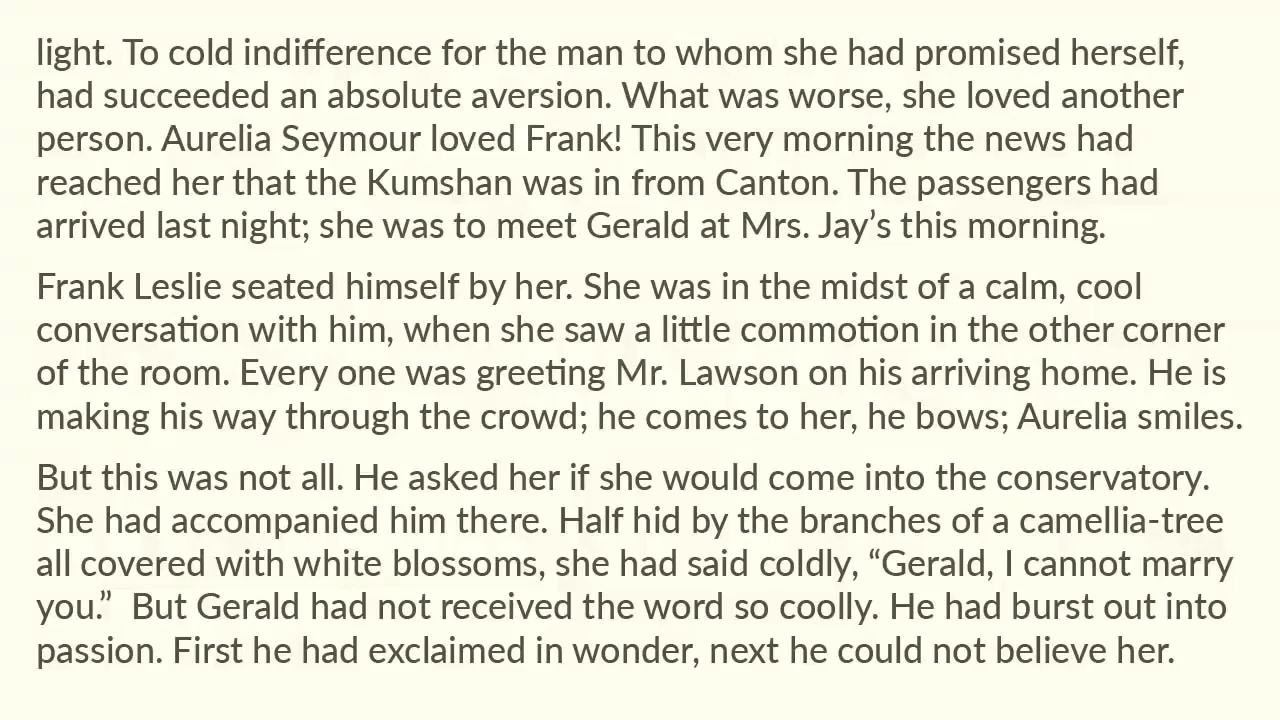 light. To cold indifference for the man to whom she had promised herself,
had succeeded an absolute aversion. What was worse, she loved another
person. Aurelia Seymour loved Frank! This very morning the news had
reached her that the Kumshan was in from Canton. The passengers had
arrived last night; she was to meet Gerald at Mrs. Jay’s this morning.
Frank Leslie seated himself by her. She was in the midst of a calm, cool
conversation with him, when she saw a little commotion in the other corner
of the room. Every one was greeting Mr. Lawson on his arriving home. He is
making his way through the crowd; he comes to her, he bows; Aurelia smiles.
But this was not all. He asked her if she would come into the conservatory.
She had accompanied him there. Half hid by the branches of a camellia-tree
all covered with white blossoms, she had said coldly, “Gerald, I cannot marry
you.”  But Gerald had not received the word so coolly. He had burst out into
passion. First he had exclaimed in wonder, next he could not believe her.